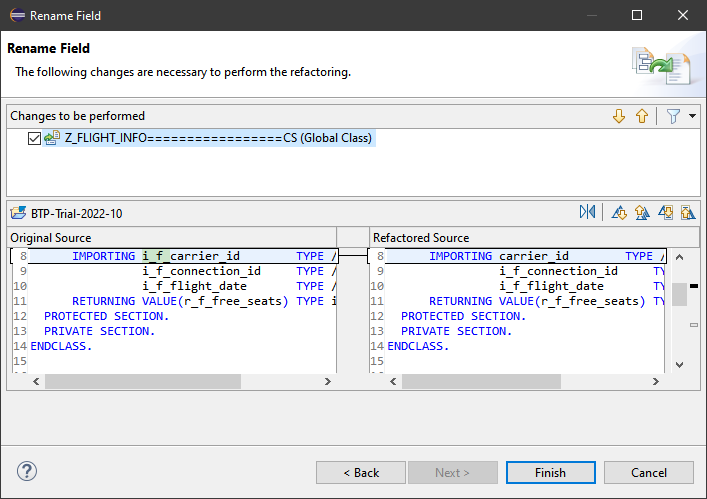 Rename Field
Rename Field
The following changes are necessary to perform the refactoring.
Changes to be performed
Z_FLIGHT_INFO=================CS (Global Class)
BTP-Trial-2022-10
Original Source
8 IMPORTING i_f_carrier_id TYPE /
9 i_f_connection_id TYPE /
10 i_f_flight_date TYPE /
11 RETURNING VALUE(r_f_free_seats) TYPE i
12 PROTECTED SECTION.
13 PRIVATE SECTION.
14 ENDCLASS.
15
Refactored Source
8 IMPORTING carrier_id TYPE /
9 i_f_connection_id TY
10 i_f_flight_date TY
11 RETURNING VALUE(r_f_free_seats) TY
12 PROTECTED SECTION.
13 PRIVATE SECTION.
14 ENDCLASS.
15
< Back
Next >
Finish
Cancel